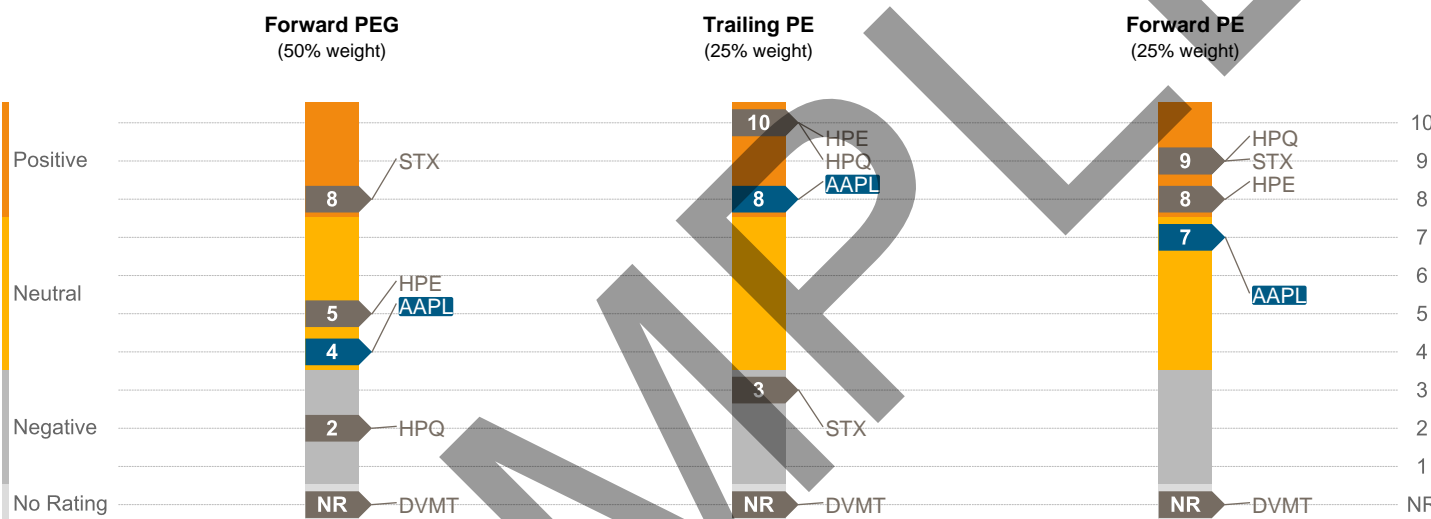 Forward PEG
(50% weight)
Trailing PE
(25% weight)
Forward PE
(25% weight)
Positive
Neutral
Negative
No Rating
8
STX
5
HPE
4
AAPL
2
HPQ
NR
DVMT
10
HPE
HPQ
8
AAPL
3
STX
NR
DVMT
9
HPQ
STX
8
HPE
7
AAPL
NR
DVMT
10
9
8
7
6
5
4
3
2
1
NR
MPLE